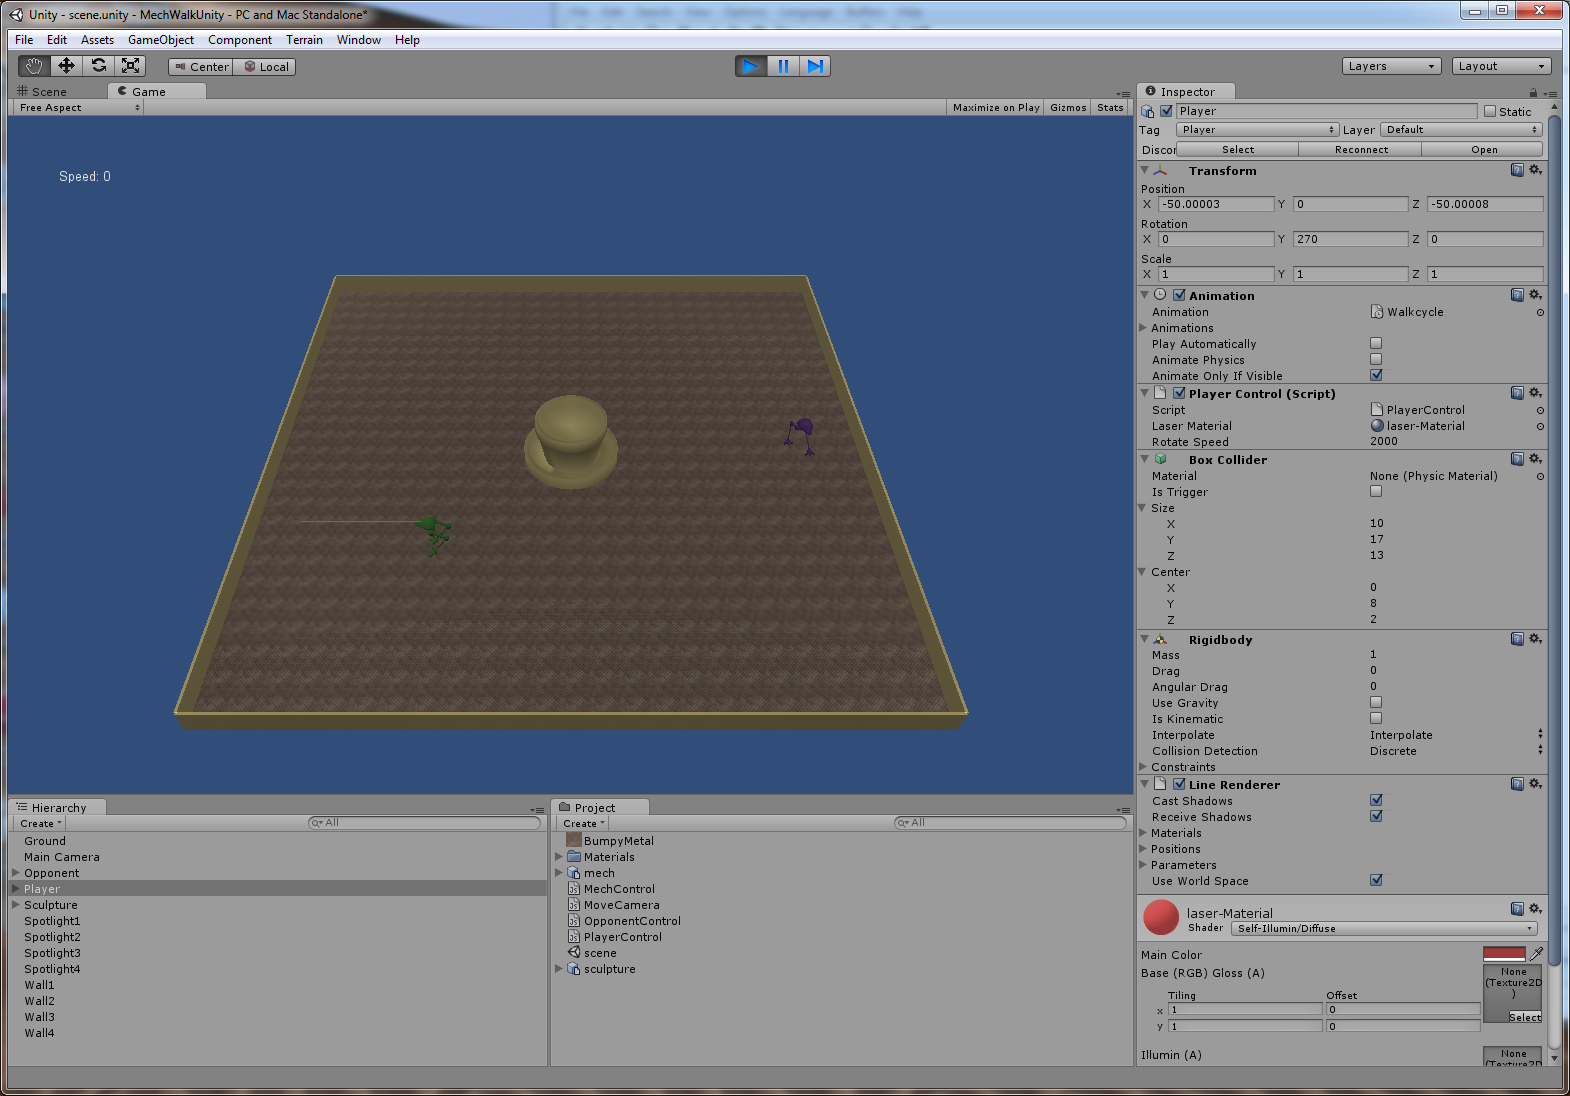 Unity - scene.unity - MechWalkUnity - PC and Mac Standalone*
File Edit Assets GameObject Component Terrain Window Help
Center Local Layers Layout
Scene Game
Free Aspect Maximize on Play Gizmos Stats
Speed: 0
Inspector
Player Static
Tag Player Layer Default
Discor Select Reconnect Open
Transform
Position
X -50.00003 Y 0 Z -50.00008
Rotation
X 0 Y 270 Z 0
Scale
X 1 Y 1 Z 1
Animation
Animation Walkcycle
Animations
Play Automatically
Animate Physics
Animate Only If Visible
Player Control (Script)
Script PlayerControl
Laser Material laser-Material
Rotate Speed 2000
Box Collider
Material None (Physic Material)
Is Trigger
Size
X 10
Y 17
Z 13
Center
X 0
Y 8
Z 2
Rigidbody
Mass 1
Drag 0
Angular Drag 0
Use Gravity
Is Kinematic
Interpolate Interpolate
Collision Detection Discrete
Constraints
Line Renderer
Cast Shadows
Receive Shadows
Materials
Positions
Parameters
Use World Space
laser-Material
Shader Self-Illumin/Diffuse
Main Color
Base (RGB) Gloss (A)
None
(Texture2D
)
Select
Tiling Offset
x 1 0
y 1 0
Illumin (A)
None
(Texture2D
Hierarchy
Create All
Ground
Main Camera
Opponent
Player
Sculpture
Spotlight1
Spotlight2
Spotlight3
Spotlight4
Wall1
Wall2
Wall3
Wall4
Project
Create All
BumpyMetal
Materials
mech
MechControl
MoveCamera
OpponentControl
PlayerControl
scene
sculpture